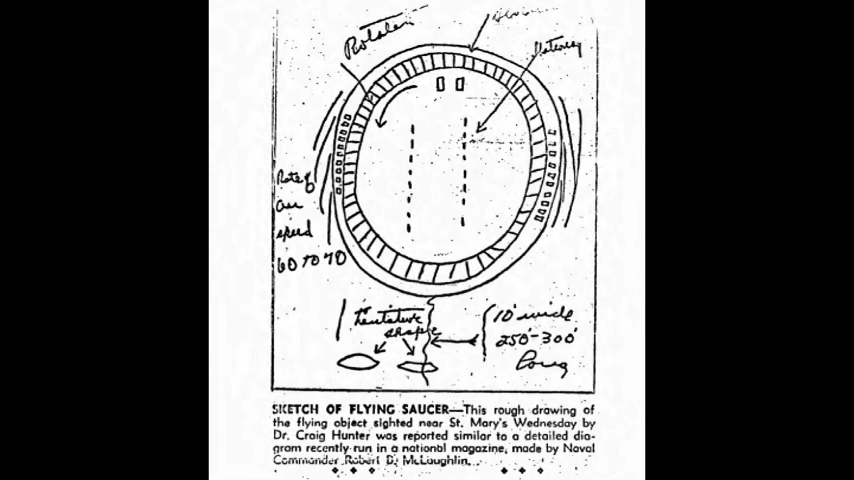 Rotation
Rate of
air
speed
60 TO 70
tentative
shape
10' wide
250'-300'
Long
SKETCH OF FLYING SAUCER—This rough drawing of
the flying object sighted near St. Mary's Wednesday by
Dr. Craig Hunter was reported similar to a detailed dia-
gram recently run in a national magazine, made by Naval
Commander Robert B. McLaughlin.